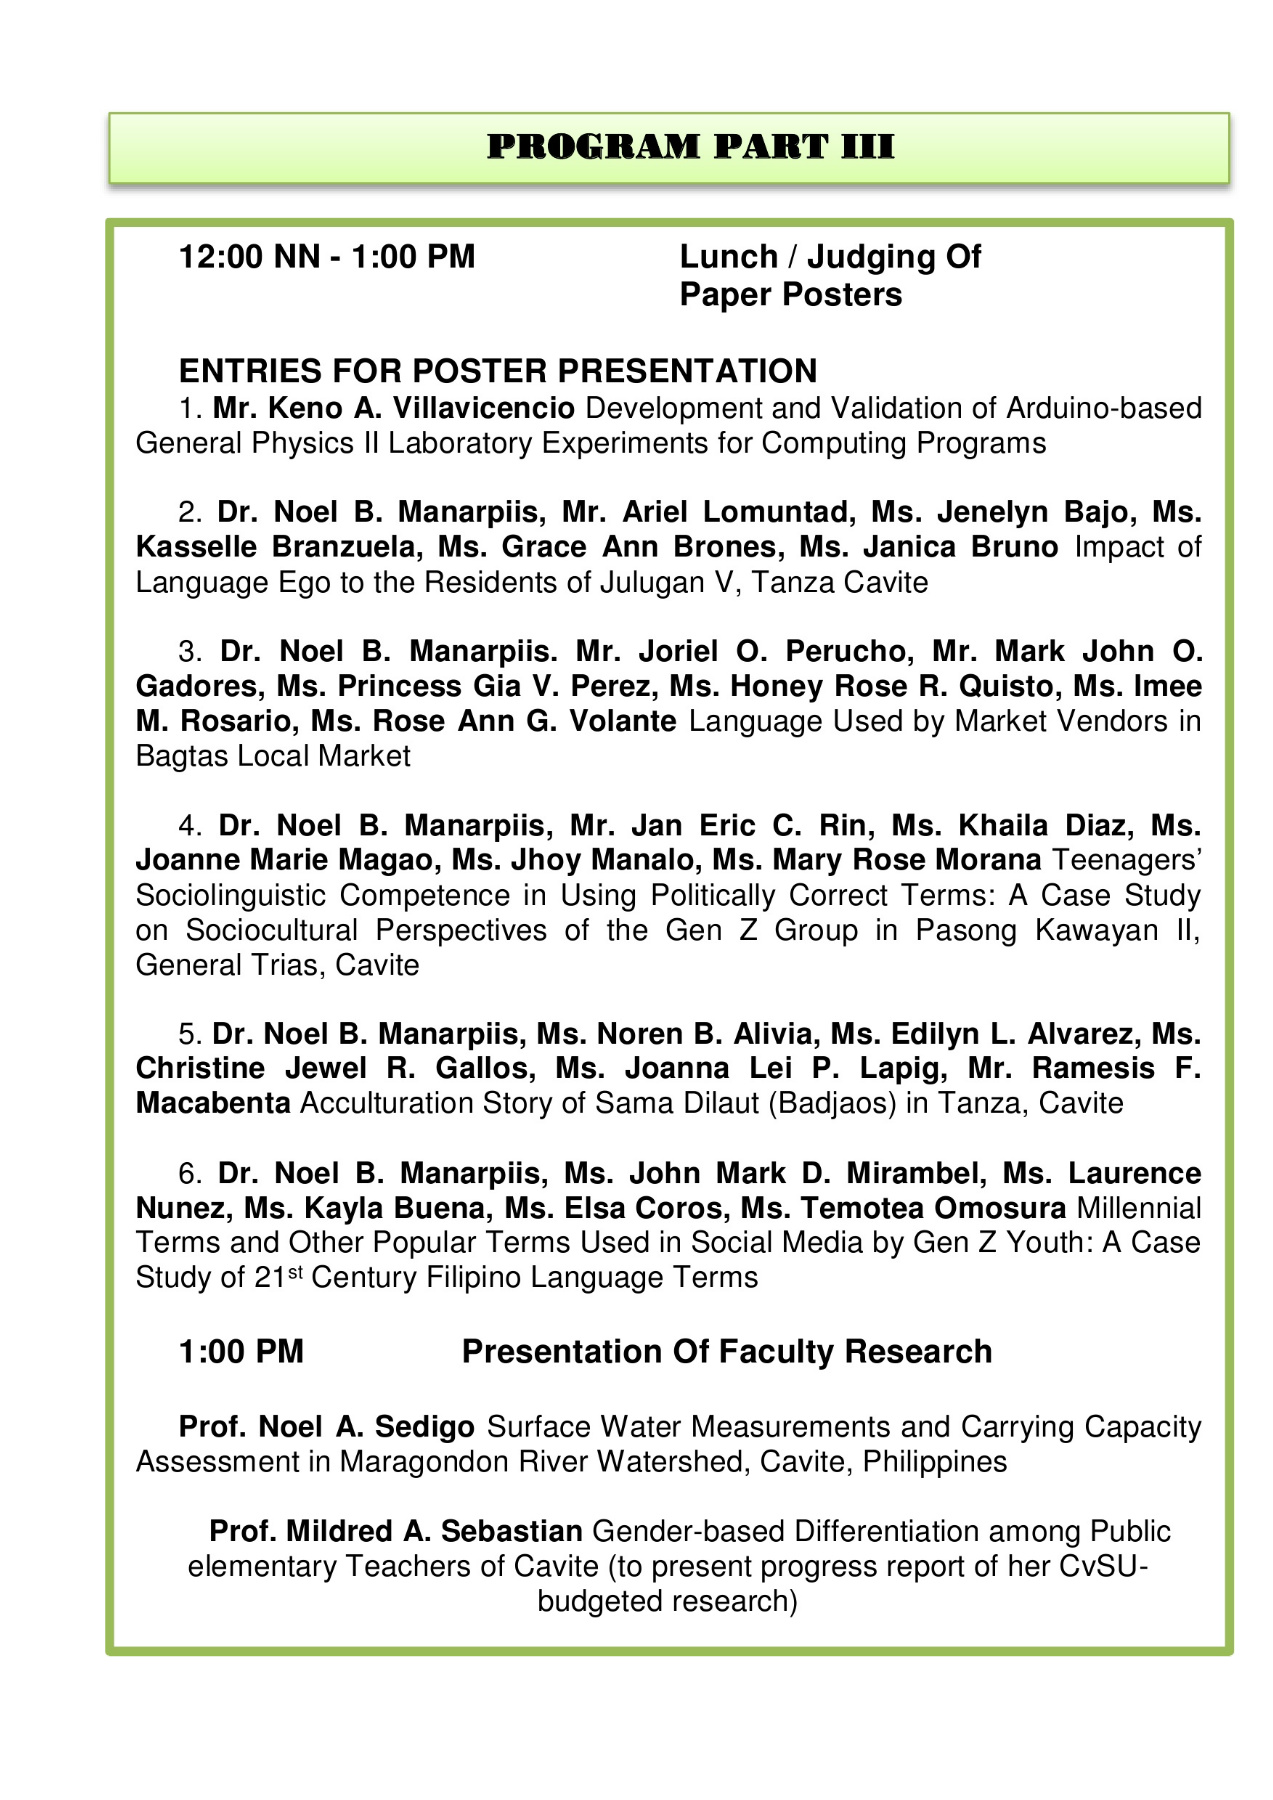 PROGRAM PART III
12:00 NN - 1:00 PM Lunch / Judging Of
Paper Posters
ENTRIES FOR POSTER PRESENTATION
1. Mr. Keno A. Villavicencio Development and Validation of Arduino-based
General Physics II Laboratory Experiments for Computing Programs
2. Dr. Noel B. Manarpiis, Mr. Ariel Lomuntad, Ms. Jenelyn Bajo, Ms.
Kasselle Branzuela, Ms. Grace Ann Brones, Ms. Janica Bruno Impact of
Language Ego to the Residents of Julugan V, Tanza Cavite
3. Dr. Noel B. Manarpiis. Mr. Joriel O. Perucho, Mr. Mark John O.
Gadores, Ms. Princess Gia V. Perez, Ms. Honey Rose R. Quisto, Ms. Imee
M. Rosario, Ms. Rose Ann G. Volante Language Used by Market Vendors in
Bagtas Local Market
4. Dr. Noel B. Manarpiis, Mr. Jan Eric C. Rin, Ms. Khaila Diaz, Ms.
Joanne Marie Magao, Ms. Jhoy Manalo, Ms. Mary Rose Morana Teenagers’
Sociolinguistic Competence in Using Politically Correct Terms: A Case Study
on Sociocultural Perspectives of the Gen Z Group in Pasong Kawayan II,
General Trias, Cavite
5. Dr. Noel B. Manarpiis, Ms. Noren B. Alivia, Ms. Edilyn L. Alvarez, Ms.
Christine Jewel R. Gallos, Ms. Joanna Lei P. Lapig, Mr. Ramesis F.
Macabenta Acculturation Story of Sama Dilaut (Badjaos) in Tanza, Cavite
6. Dr. Noel B. Manarpiis, Ms. John Mark D. Mirambel, Ms. Laurence
Nunez, Ms. Kayla Buena, Ms. Elsa Coros, Ms. Temotea Omosura Millennial
Terms and Other Popular Terms Used in Social Media by Gen Z Youth: A Case
Study of 21st Century Filipino Language Terms
1:00 PM Presentation Of Faculty Research
Prof. Noel A. Sedigo Surface Water Measurements and Carrying Capacity
Assessment in Maragondon River Watershed, Cavite, Philippines
Prof. Mildred A. Sebastian Gender-based Differentiation among Public
elementary Teachers of Cavite (to present progress report of her CvSU-
budgeted research)